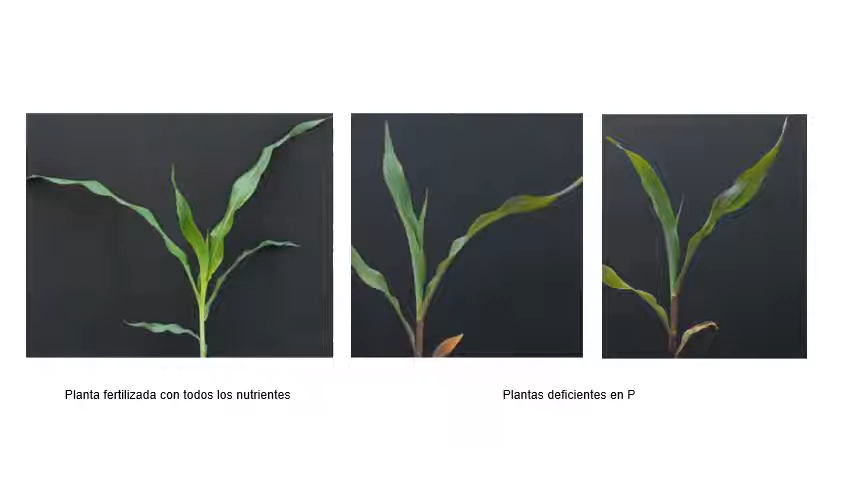 Planta fertilizada con todos los nutrientes
Plantas deficientes en P